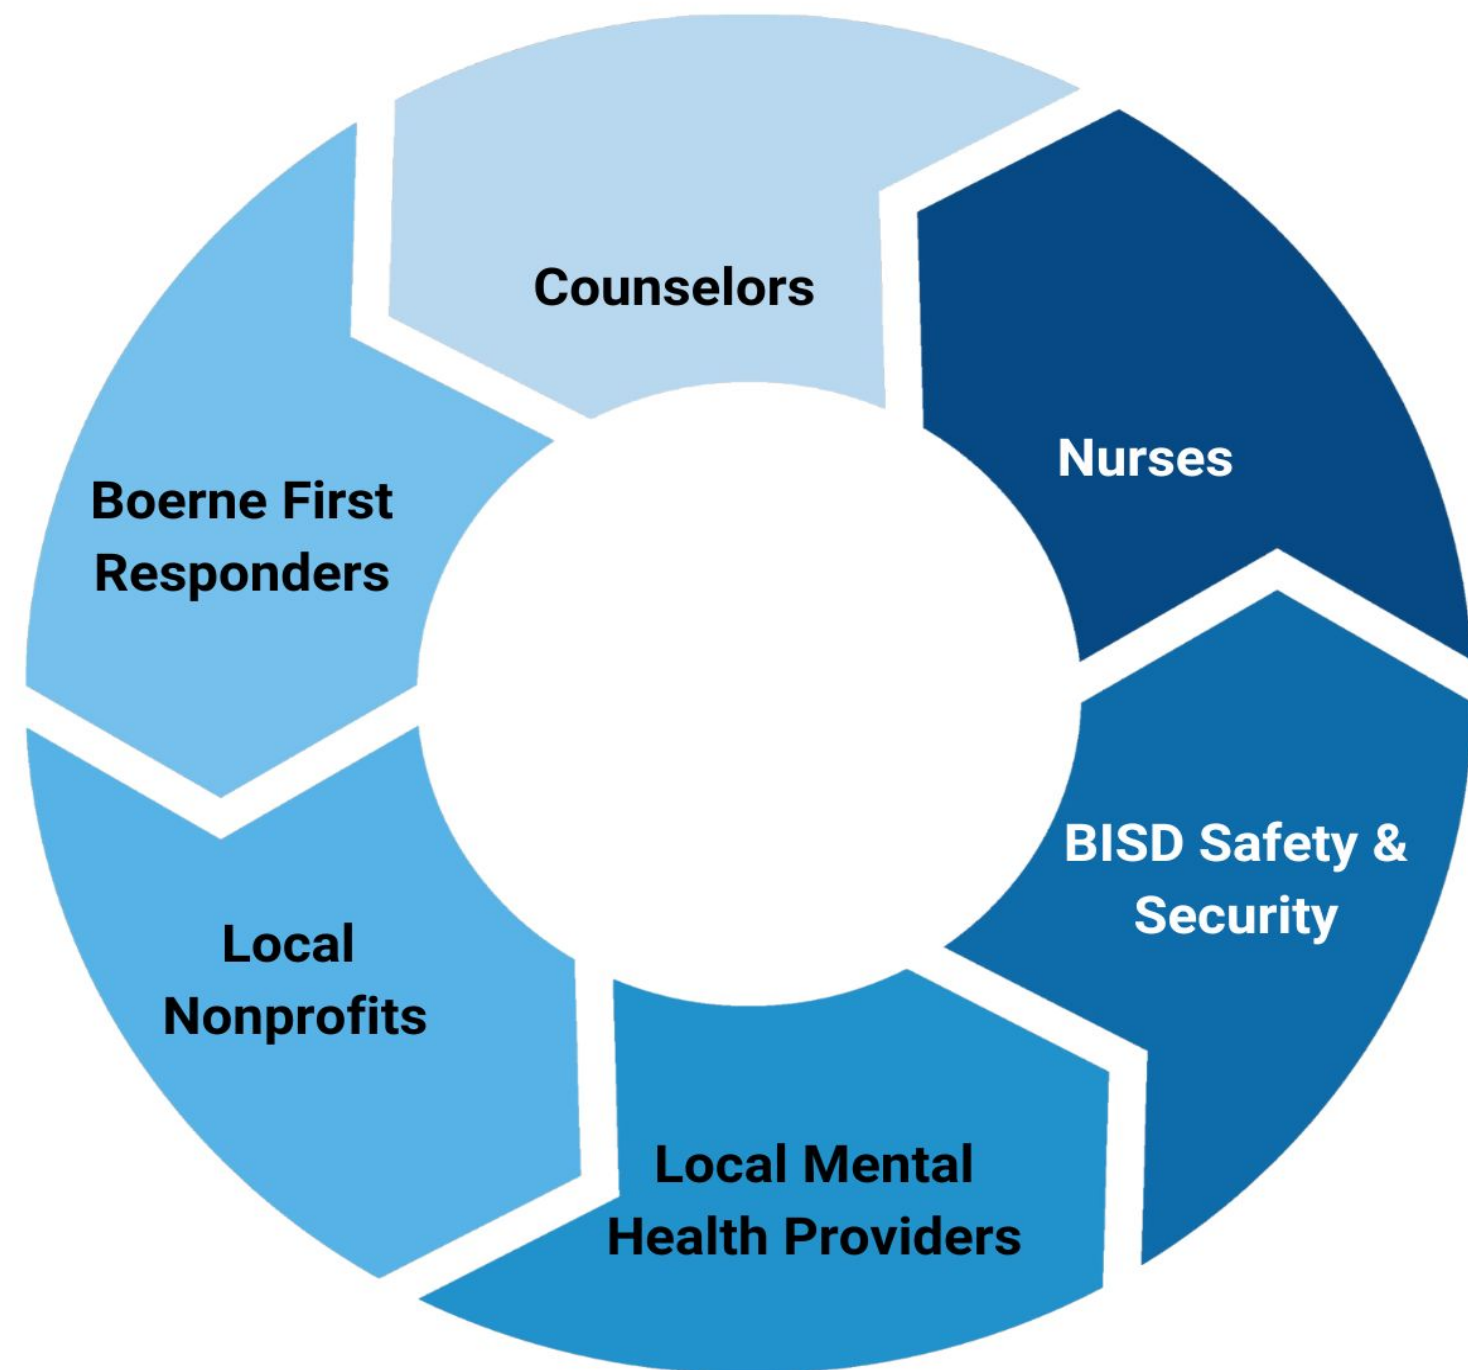 Counselors
Nurses
BISD Safety &
Security
Local Mental
Health Providers
Local
Nonprofits
Boerne First
Responders